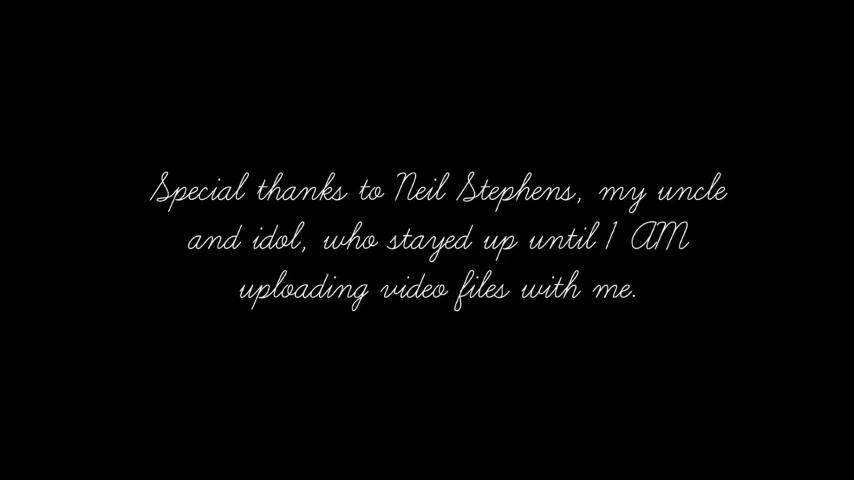 Special thanks to Neil Stephens, my uncle
and idol, who stayed up until 1 AM
uploading video files with me.